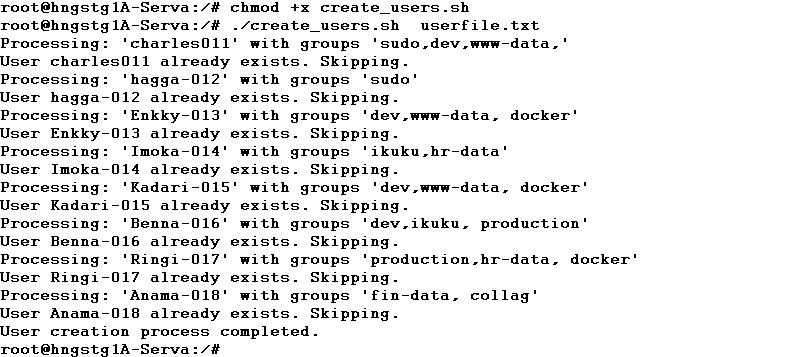 root@hngstg1A-Serva:/# chmod +x create_users.sh
root@hngstg1A-Serva:/# ./create_users.sh  userfile.txt
Processing: 'charles011' with groups 'sudo,dev,www-data,'
User charles011 already exists. Skipping.
Processing: 'hagga-012' with groups 'sudo'
User hagga-012 already exists. Skipping.
Processing: 'Enkky-013' with groups 'dev,www-data, docker'
User Enkky-013 already exists. Skipping.
Processing: 'Imoka-014' with groups 'ikuku,hr-data'
User Imoka-014 already exists. Skipping.
Processing: 'Kadari-015' with groups 'dev,www-data, docker'
User Kadari-015 already exists. Skipping.
Processing: 'Benna-016' with groups 'dev,ikuku, production'
User Benna-016 already exists. Skipping.
Processing: 'Ringi-017' with groups 'production,hr-data, docker'
User Ringi-017 already exists. Skipping.
Processing: 'Anama-018' with groups 'fin-data, collag'
User Anama-018 already exists. Skipping.
User creation process completed.
root@hngstg1A-Serva:/#